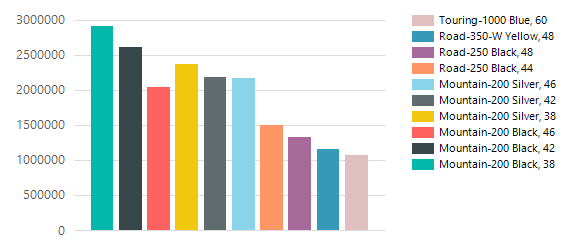 3000000
2500000
2000000
1500000
1000000
500000
0
Touring-1000 Blue, 60
Road-350-W Yellow, 48
Road-250 Black, 48
Road-250 Black, 44
Mountain-200 Silver, 46
Mountain-200 Silver, 42
Mountain-200 Silver, 38
Mountain-200 Black, 46
Mountain-200 Black, 42
Mountain-200 Black, 38